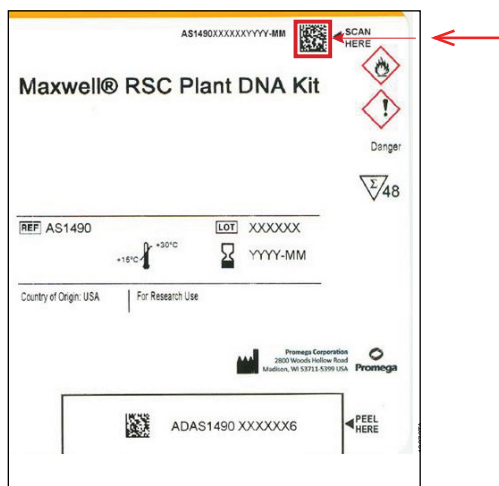 AS1490XXXXXXYYYY-MM
SCAN
HERE
Maxwell® RSC Plant DNA Kit
Danger
Σ
48
REF AS1490
LOT XXXXXX
+15°C +30°C
YYYY-MM
Country of Origin: USA
For Research Use
Promega Corporation
2800 Woods Hollow Road
Madison, WI 53711-5399 USA
Promega
ADAS1490 XXXXXX6
PEEL
HERE